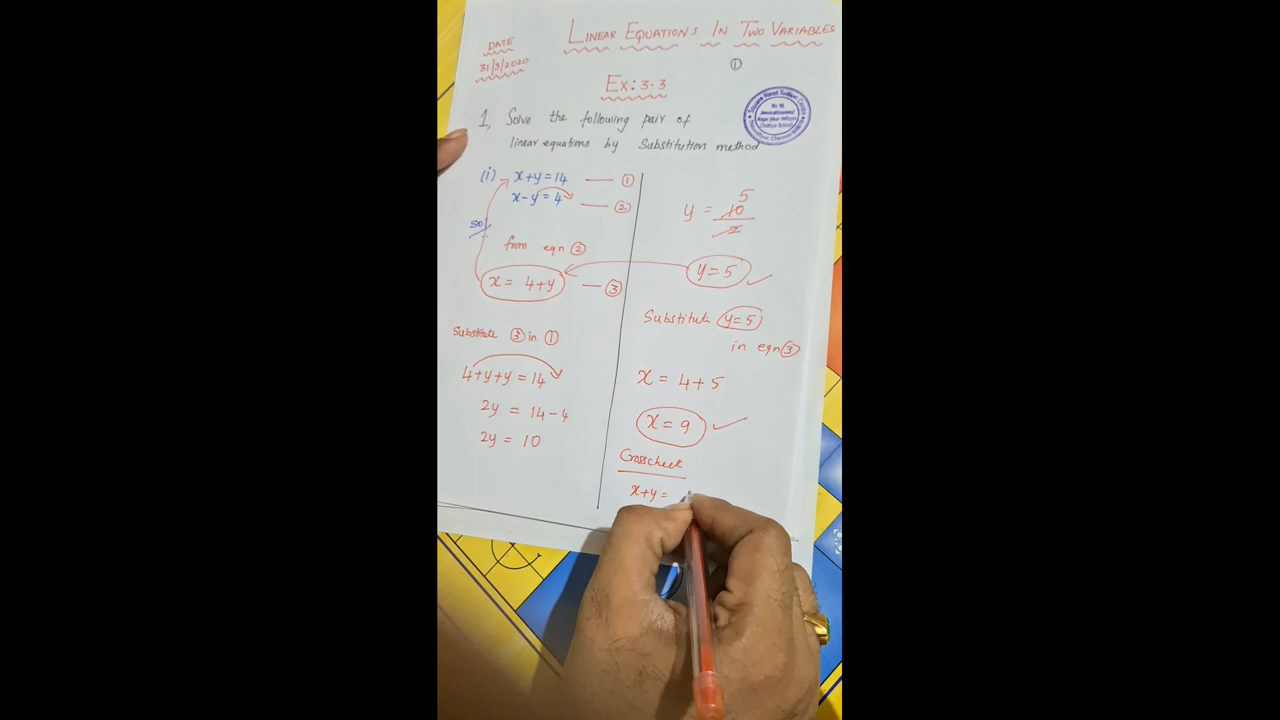 LINEAR EQUATIONS IN TWO VARIABLES
DATE
31/3/2020
①
Ex: 3.3
1, Solve the following pair of
linear equations by Substitution method
(i) x+y=14 — ①
x-y=4 — ②
from eqn ②
x = 4+y — ③
Substitute ③ in ①
4+y+y = 14
2y = 14-4
2y = 10
y = 10/2
5
y=5
Substitute y=5
in eqn ③
x = 4+5
x = 9
Crosscheck
x+y=